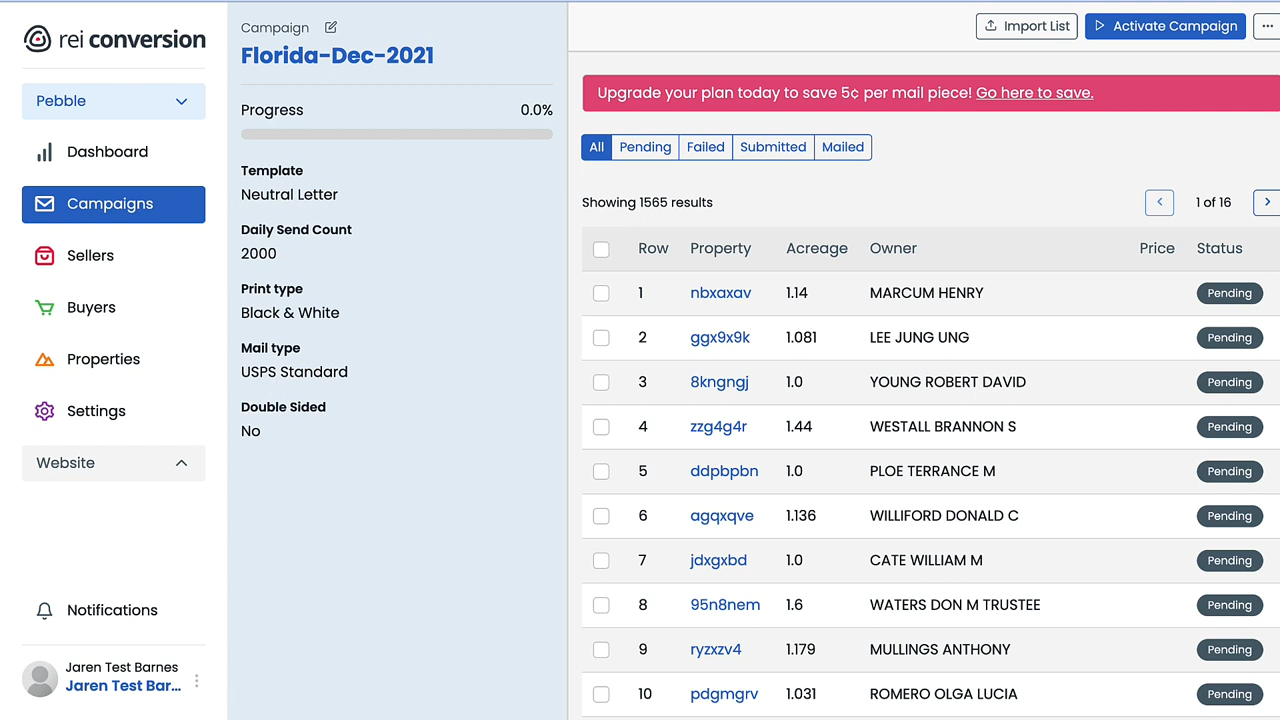 rei conversion
Pebble
Dashboard
Campaigns
Sellers
Buyers
Properties
Settings
Website
Notifications
Jaren Test Barnes
Jaren Test Bar...
Campaign
Florida-Dec-2021
Progress 0.0%
Template
Neutral Letter
Daily Send Count
2000
Print type
Black & White
Mail type
USPS Standard
Double Sided
No
Import List Activate Campaign
Upgrade your plan today to save 5¢ per mail piece! Go here to save.
All Pending Failed Submitted Mailed
Showing 1565 results 1 of 16
Row Property Acreage Owner Price Status
1 nbxaxav 1.14 MARCUM HENRY Pending
2 ggx9x9k 1.081 LEE JUNG UNG Pending
3 8kngngj 1.0 YOUNG ROBERT DAVID Pending
4 zzg4g4r 1.44 WESTALL BRANNON S Pending
5 ddpbpbn 1.0 PLOE TERRANCE M Pending
6 agqxqve 1.136 WILLIFORD DONALD C Pending
7 jdxgxbd 1.0 CATE WILLIAM M Pending
8 95n8nem 1.6 WATERS DON M TRUSTEE Pending
9 ryzxzv4 1.179 MULLINGS ANTHONY Pending
10 pdgmgrv 1.031 ROMERO OLGA LUCIA Pending